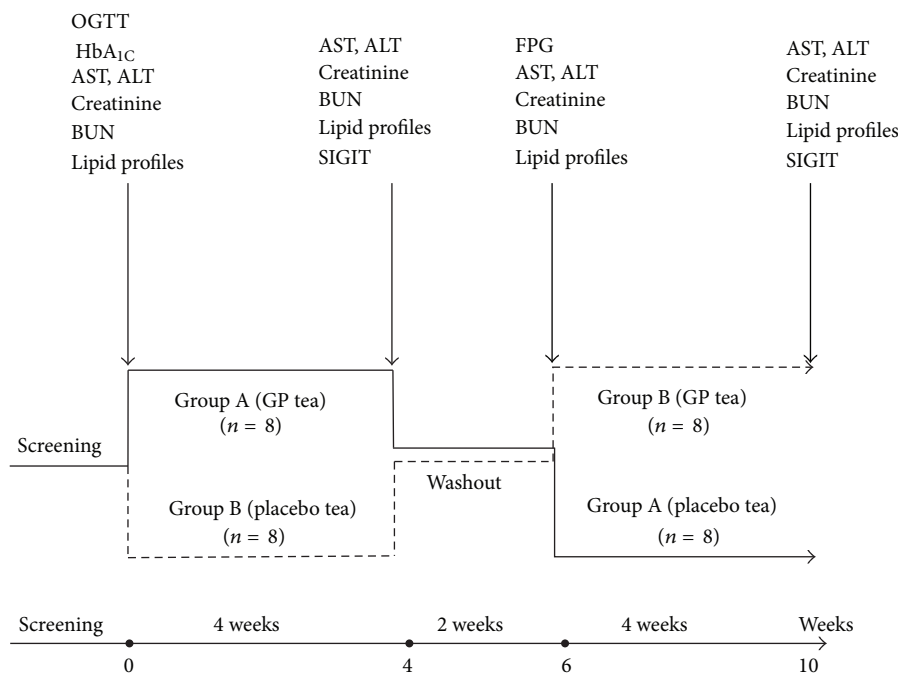 OGTT
HbA1C
AST, ALT
Creatinine
BUN
Lipid profiles
AST, ALT
Creatinine
BUN
Lipid profiles
SIGIT
FPG
AST, ALT
Creatinine
BUN
Lipid profiles
AST, ALT
Creatinine
BUN
Lipid profiles
SIGIT
Screening
Group A (GP tea)
(n = 8)
Group B (placebo tea)
(n = 8)
Washout
Group B (GP tea)
(n = 8)
Group A (placebo tea)
(n = 8)
Screening 4 weeks 2 weeks 4 weeks Weeks
0 4 6 10